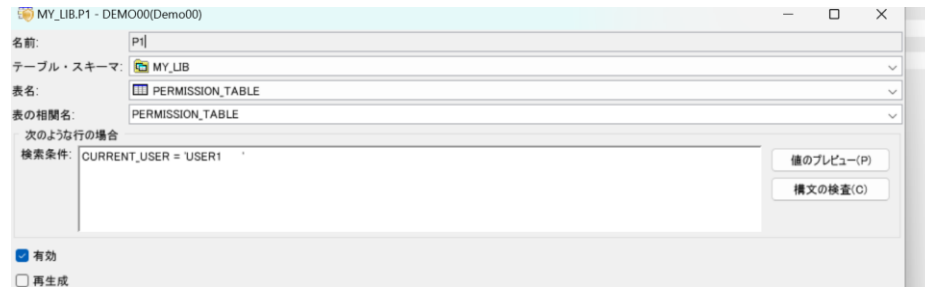 MY_LIB.P1 - DEMO00(Demo00)
名前: P1
テーブル・スキーマ: MY_LIB
表名: PERMISSION_TABLE
表の相関名: PERMISSION_TABLE
次のような行の場合
検索条件: CURRENT_USER = 'USER1     '
値のプレビュー(P)
構文の検査(C)
有効
再生成